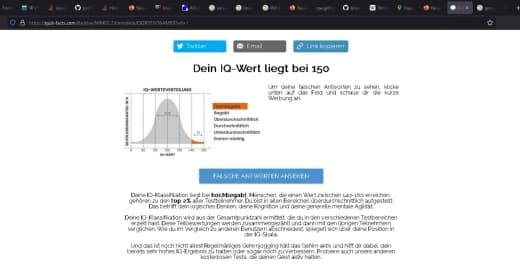 Twitter
Email
Link kopieren
Dein IQ-Wert liegt bei 150
IQ-WERTEVERTEILUNG
Hochbegabt
Begabt
Überdurchschnittlich
Durchschnittlich
Unterdurchschnittlich
Extrem niedrig
IQ-WERT
Um deine falschen Antworten zu sehen, klicke
unten auf das Feld und schaue dir die kurze
Werbung an.
FALSCHE ANTWORTEN ANSEHEN
Deine IQ-Klassifikation liegt bei hochbegabt. Menschen, die einen Wert zwischen 140-160 erreichen,
gehören zu den top 2% aller Testteilnehmer. Du bist in allen Bereichen überdurchschnittlich aufgestellt.
Das betrifft dein logisches Denken, deine Kognition und deine generelle mentale Agilität.
Deine IQ-Klassifikation wird aus der Gesamtpunktzahl ermittelt, die du in den verschiedenen Testbereichen
erzielt hast. Diese Teilbewertungen werden zusammengezählt und dann mit den übrigen Teilnehmern
verglichen. Wie du im Vergleich zu anderen Benutzern abschneidest, spiegelt sich über deine Position in
der IQ-Skala.
Und das ist noch nicht alles! Regelmäßiges Gehirnjogging hält das Gehirn aktiv und hilft dir dabei, dein
bereits sehr hohes IQ-Ergebnis zu halten oder sogar noch zu verbessern. Probiere auch unsere anderen
kostenlosen Tests, die deinen Geist aktiv halten.